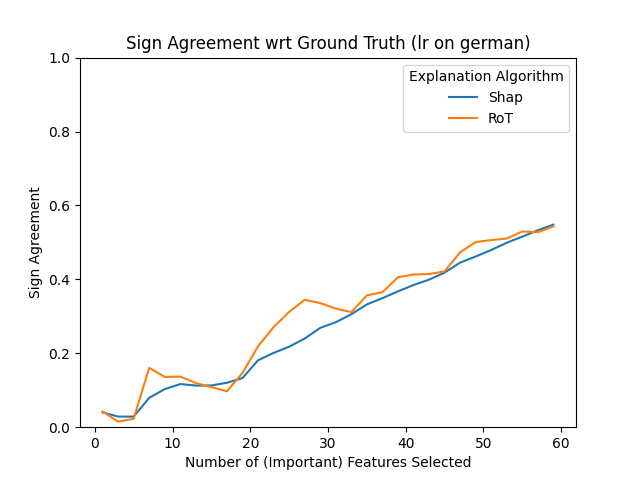 Sign Agreement wrt Ground Truth (lr on german)
Explanation Algorithm
Shap
RoT
Sign Agreement
1.0
0.8
0.6
0.4
0.2
0.0
0 10 20 30 40 50 60
Number of (Important) Features Selected